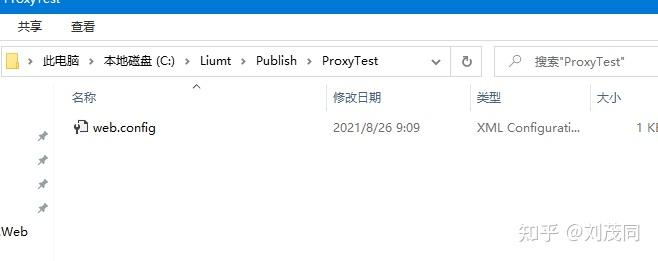 ProxyTest
共享 查看
此电脑 本地磁盘 (C:) Liumt Publish ProxyTest 搜索"ProxyTest"
名称 修改日期 类型 大小
web.config 2021/8/26 9:09 XML Configurati... 1 KB
.Web
知乎 @刘茂同